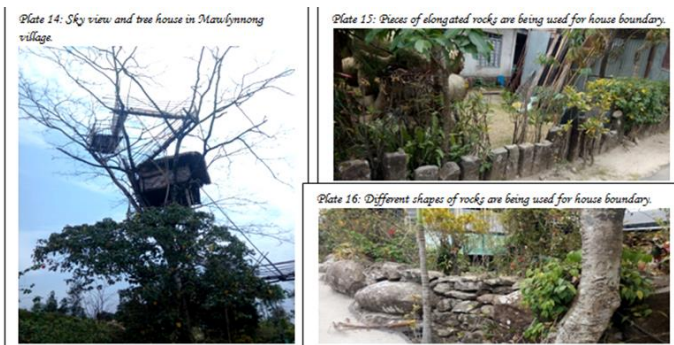 Plate 14: Sky view and tree house in Mawlynnong
village.
Plate 15: Pieces of elongated rocks are being used for house boundary.
Plate 16: Different shapes of rocks are being used for house boundary.